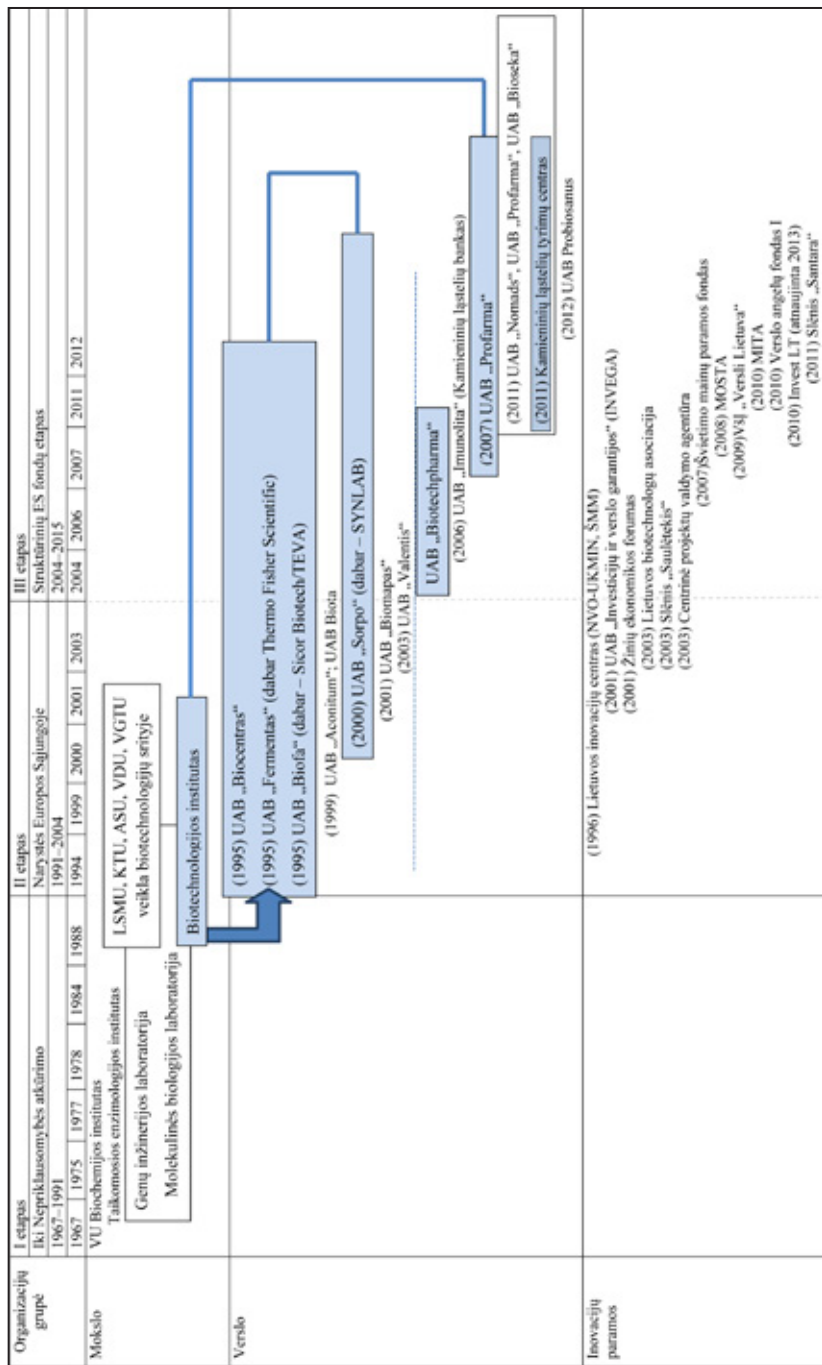 Organizacijų grupė
I etapas
Iki Nepriklausomybės atkūrimo
1967–1991
II etapas
Narystės Europos Sąjungoje
1991–2004
III etapas
Struktūrinių ES fondų etapas
2004–2015
1967 1975 1977 1978 1984 1988 1994 1999 2000 2001 2003 2004 2006 2007 2011 2012
Mokslo
VU Biochemijos institutas
Taikomosios enzimologijos institutas
Genų inžinerijos laboratorija
Molekulinės biologijos laboratorija
LSMU, KTU, ASU, VDU, VGTU
veikla biotechnologijų srityje
Biotechnologijos institutas
Verslo
(1995) UAB „Biocentras“
(1995) UAB „Fermentas“ (dabar Thermo Fisher Scientific)
(1995) UAB „Biofa“ (dabar – Sicor Biotech/TEVA)
(1999) UAB „Aconitum“; UAB Biota
(2000) UAB „Sorpo“ (dabar – SYNLAB)
(2001) UAB „Biomapas“
(2003) UAB „Valentis“
UAB „Biotechpharma“
(2006) UAB „Imunolita“ (Kamieninių ląstelių bankas)
(2007) UAB „Profarma“
(2011) UAB „Nomads“, UAB „Profarma“, UAB „Bioseka“
(2011) Kamieninių ląstelių tyrimų centras
(2012) UAB Probiosanus
Inovacijų paramos
(1996) Lietuvos inovacijų centras (NVO-UKMIN, ŠMM)
(2001) UAB „Investicijų ir verslo garantijos“ (INVEGA)
(2001) Žinių ekonomikos forumas
(2003) Lietuvos biotechnologų asociacija
(2003) Slėnis „Saulėtekis“
(2003) Centrinė projektų valdymo agentūra
(2007)Švietimo mainų paramos fondas
(2008) MOSTA
(2009)VšĮ „Versli Lietuva“
(2010) MITA
(2010) Verslo angelų fondas I
(2010) Invest LT (atnaujinta 2013)
(2011) Slėnis „Santara“